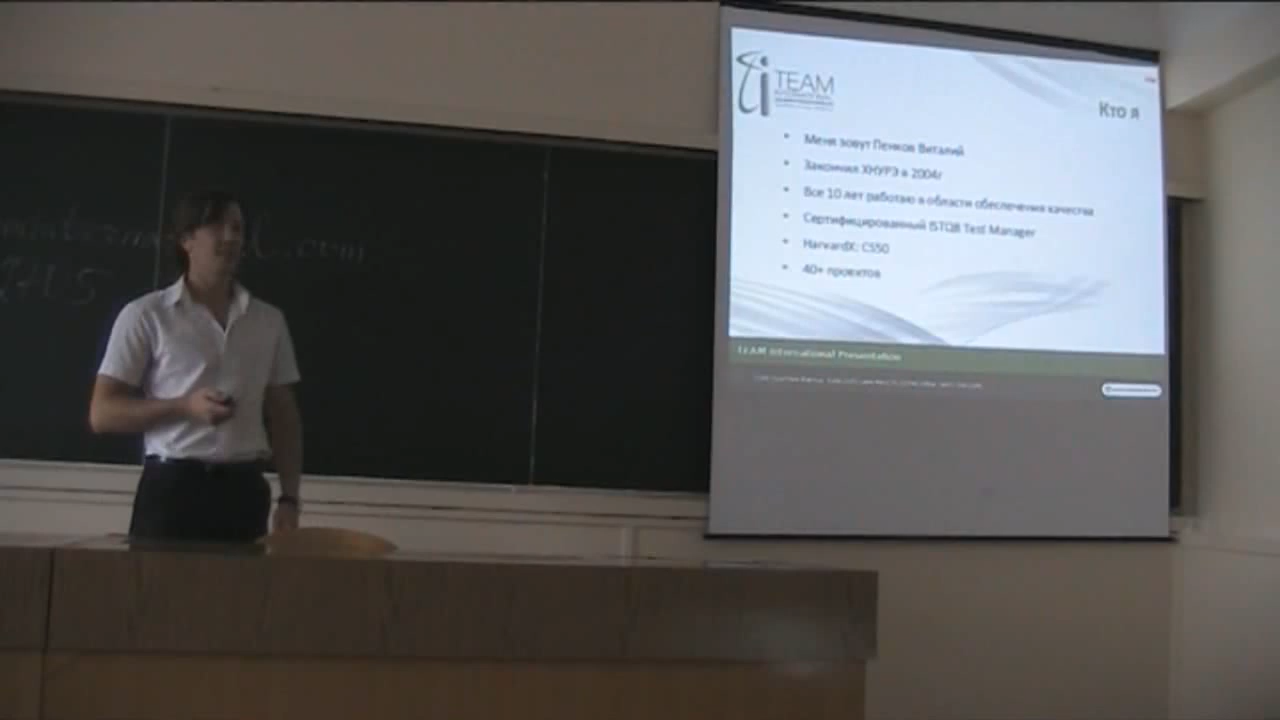 TEAM
Кто я
Меня зовут Пенков Виталий
Закончил ХНУРЭ в 2004г
Все 10 лет работаю в области обеспечения качества
Сертифицированный ISTQB Test Manager
HarvardX: CS50
40+ проектов
TEAM International Presentation
.com